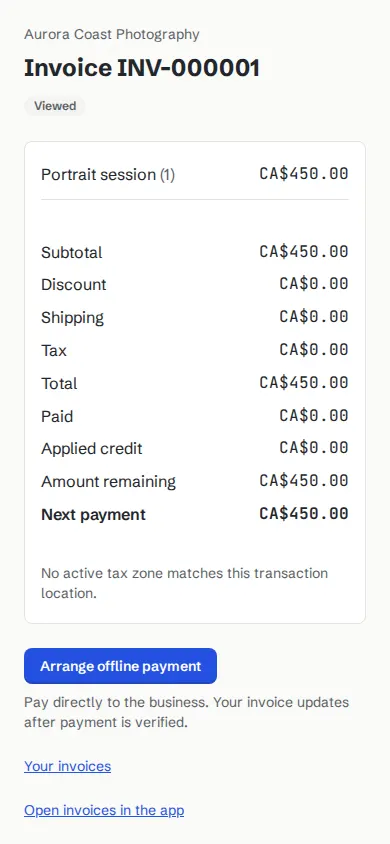 Aurora Coast Photography
Invoice INV-000001
Viewed
Portrait session (1) CA$450.00
Subtotal CA$450.00
Discount CA$0.00
Shipping CA$0.00
Tax CA$0.00
Total CA$450.00
Paid CA$0.00
Applied credit CA$0.00
Amount remaining CA$450.00
Next payment CA$450.00
No active tax zone matches this transaction
location.
Arrange offline payment
Pay directly to the business. Your invoice updates
after payment is verified.
Your invoices
Open invoices in the app